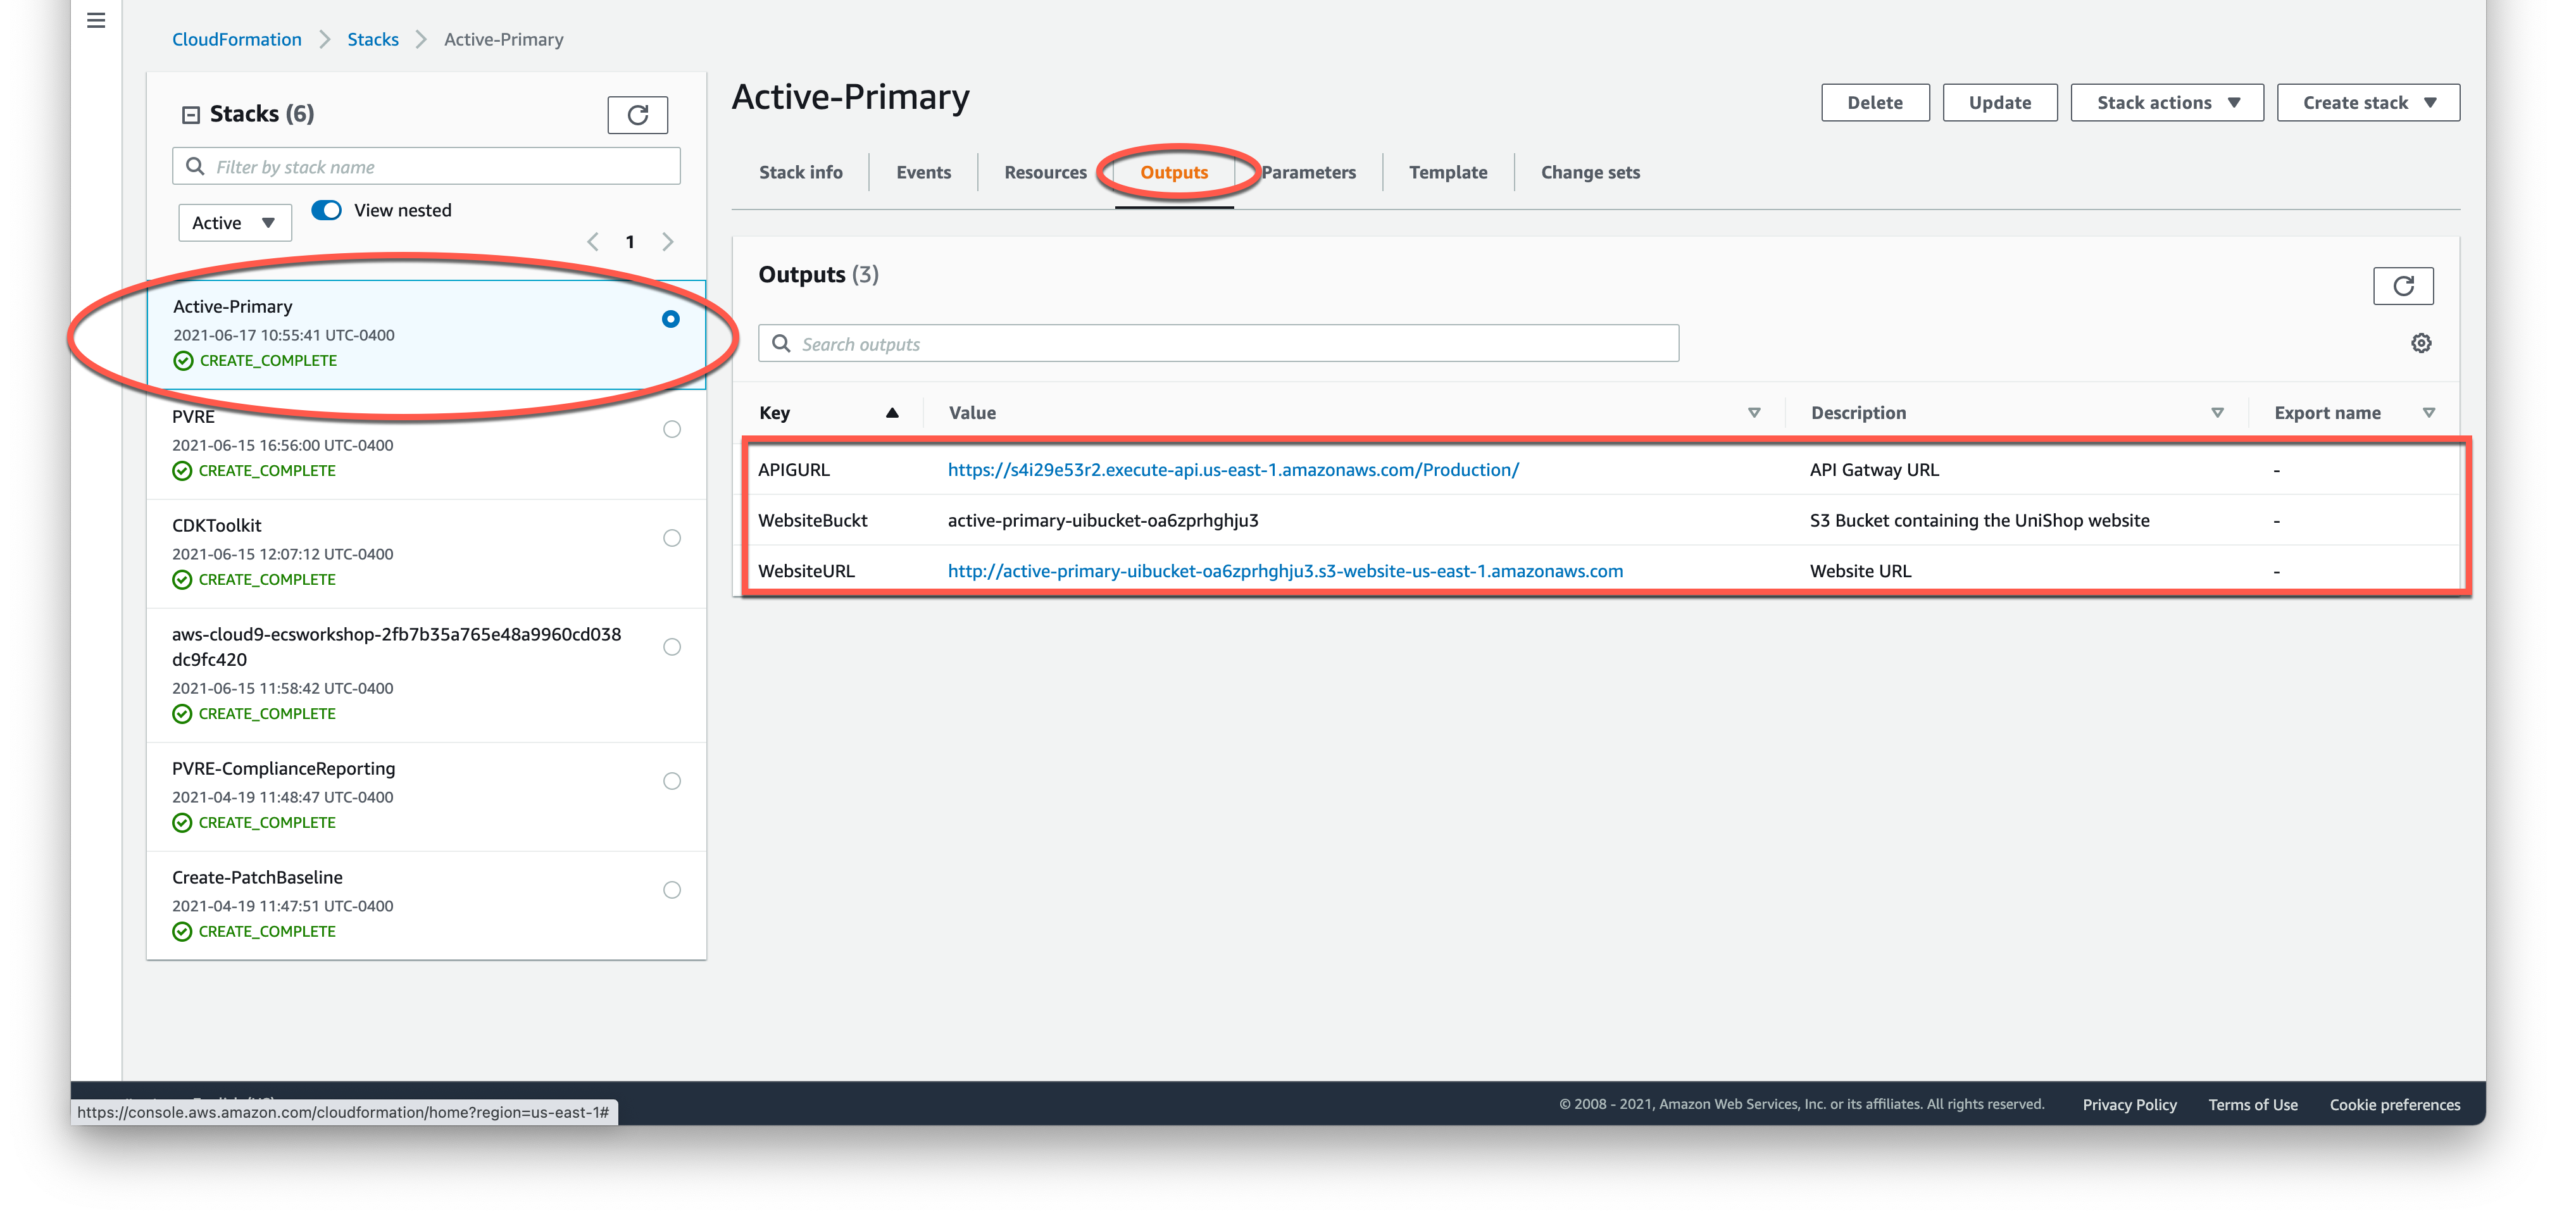 CloudFormation > Stacks > Active-Primary
Stacks (6)
Filter by stack name
Active
View nested
1
Active-Primary
2021-06-17 10:55:41 UTC-0400
CREATE_COMPLETE
PVRE
2021-06-15 16:56:00 UTC-0400
CREATE_COMPLETE
CDKToolkit
2021-06-15 12:07:12 UTC-0400
CREATE_COMPLETE
aws-cloud9-ecsworkshop-2fb7b35a765e48a9960cd038
dc9fc420
2021-06-15 11:58:42 UTC-0400
CREATE_COMPLETE
PVRE-ComplianceReporting
2021-04-19 11:48:47 UTC-0400
CREATE_COMPLETE
Create-PatchBaseline
2021-04-19 11:47:51 UTC-0400
CREATE_COMPLETE
Active-Primary
Delete Update Stack actions Create stack
Stack info Events Resources Outputs Parameters Template Change sets
Outputs (3)
Search outputs
Key Value Description Export name
APIGURL https://s4i29e53r2.execute-api.us-east-1.amazonaws.com/Production/ API Gatway URL -
WebsiteBuckt active-primary-uibucket-oa6zprhghju3 S3 Bucket containing the UniShop website -
WebsiteURL http://active-primary-uibucket-oa6zprhghju3.s3-website-us-east-1.amazonaws.com Website URL -
https://console.aws.amazon.com/cloudformation/home?region=us-east-1#
© 2008 - 2021, Amazon Web Services, Inc. or its affiliates. All rights reserved. Privacy Policy Terms of Use Cookie preferences